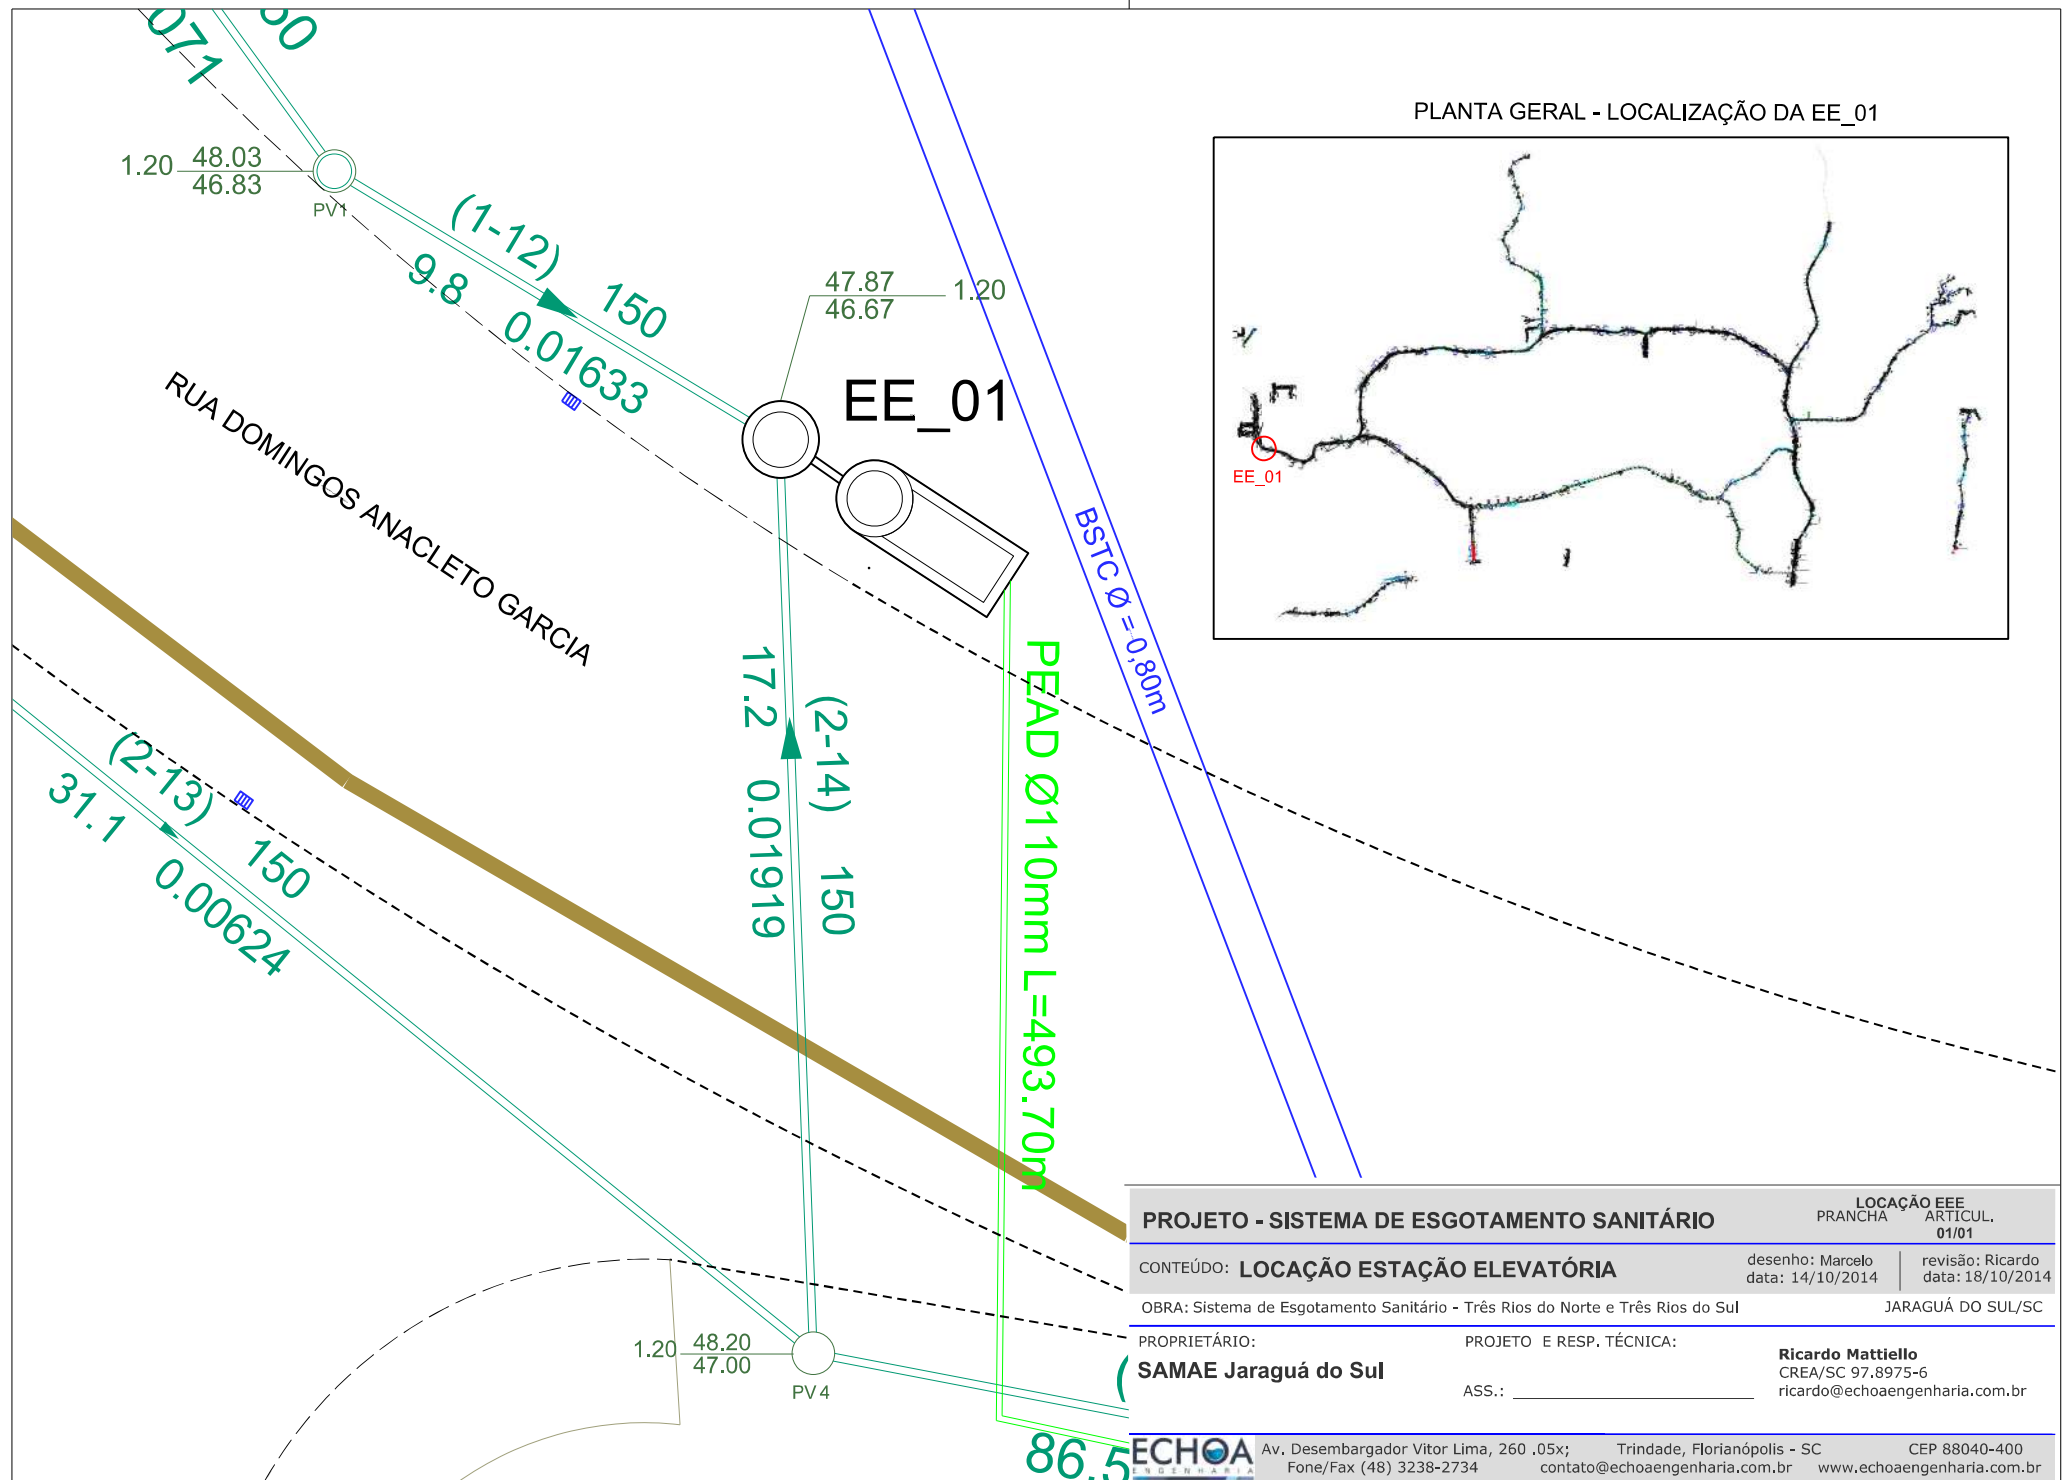 071
1.20
48.03
46.83
PV1
(1-12)
9.8
150
0.01633
47.87
46.67
1.20
EE_01
RUA DOMINGOS ANACLETO GARCIA
BSTC Ø =0,80m
17.2
(2-14)
0.01919
150
PEAD Ø110mm L=493.70m
(2-13)
31.1
150
0.00624
1.20
48.20
47.00
PV4
86.5
PLANTA GERAL - LOCALIZAÇÃO DA EE_01
EE_01
LOCAÇÃO EEE
PROJETO - SISTEMA DE ESGOTAMENTO SANITÁRIO
PRANCHA ARTICUL.
01/01
CONTEÚDO: LOCAÇÃO ESTAÇÃO ELEVATÓRIA
desenho: Marcelo
data: 14/10/2014
revisão: Ricardo
data: 18/10/2014
OBRA: Sistema de Esgotamento Sanitário - Três Rios do Norte e Três Rios do Sul
JARAGUÁ DO SUL/SC
PROPRIETÁRIO:
SAMAE Jaraguá do Sul
PROJETO E RESP. TÉCNICA:
ASS.:
Ricardo Mattiello
CREA/SC 97.8975-6
ricardo@echoaengenharia.com.br
ECHOA
ENGENHARIA
Av. Desembargador Vitor Lima, 260 .05x; Trindade, Florianópolis - SC CEP 88040-400
Fone/Fax (48) 3238-2734 contato@echoaengenharia.com.br www.echoaengenharia.com.br